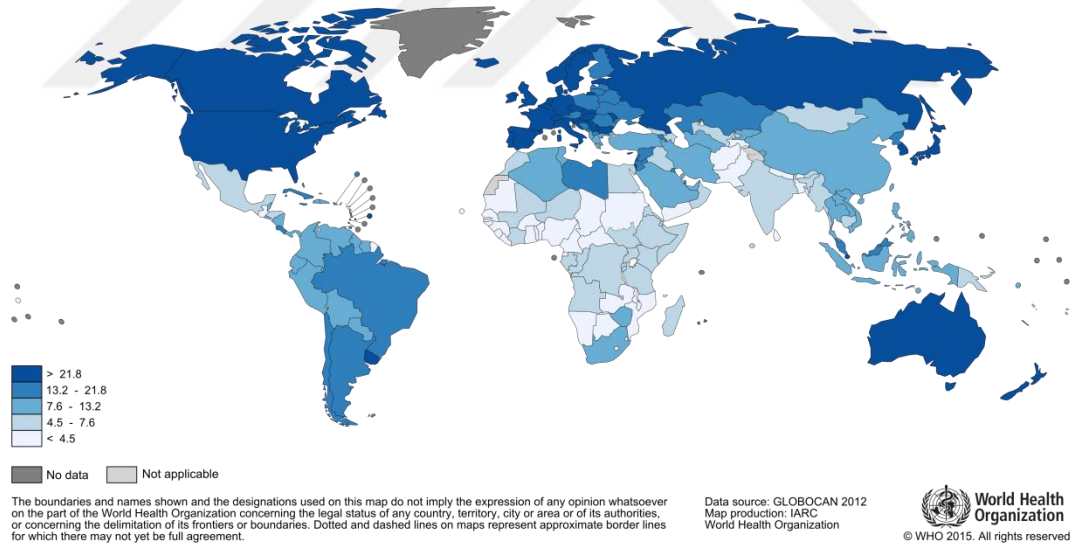 > 21.8
13.2 - 21.8
7.6 - 13.2
4.5 - 7.6
< 4.5
No data
Not applicable
The boundaries and names shown and the designations used on this map do not imply the expression of any opinion whatsoever
on the part of the World Health Organization concerning the legal status of any country, territory, city or area or of its authorities,
or concerning the delimitation of its frontiers or boundaries. Dotted and dashed lines on maps represent approximate border lines
for which there may not yet be full agreement.
Data source: GLOBOCAN 2012
Map production: IARC
World Health Organization
World Health
Organization
© WHO 2015. All rights reserved